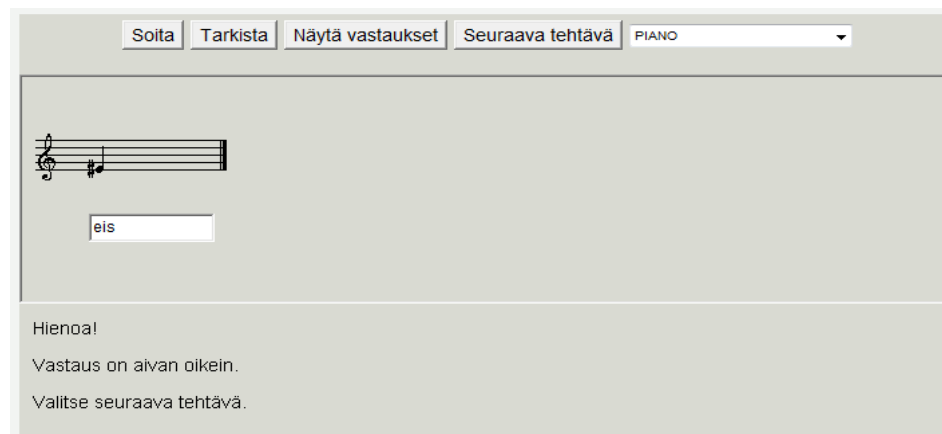 Soita Tarkista Näytä vastaukset Seuraava tehtävä PIANO
eis
Hienoa!
Vastaus on aivan oikein.
Valitse seuraava tehtävä.